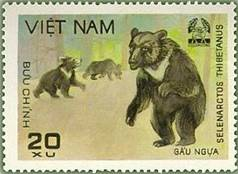 VIỆT NAM
BƯU CHÍNH
20
XU
GẤU NGỰA
SELENARCTOS THIBETANUS